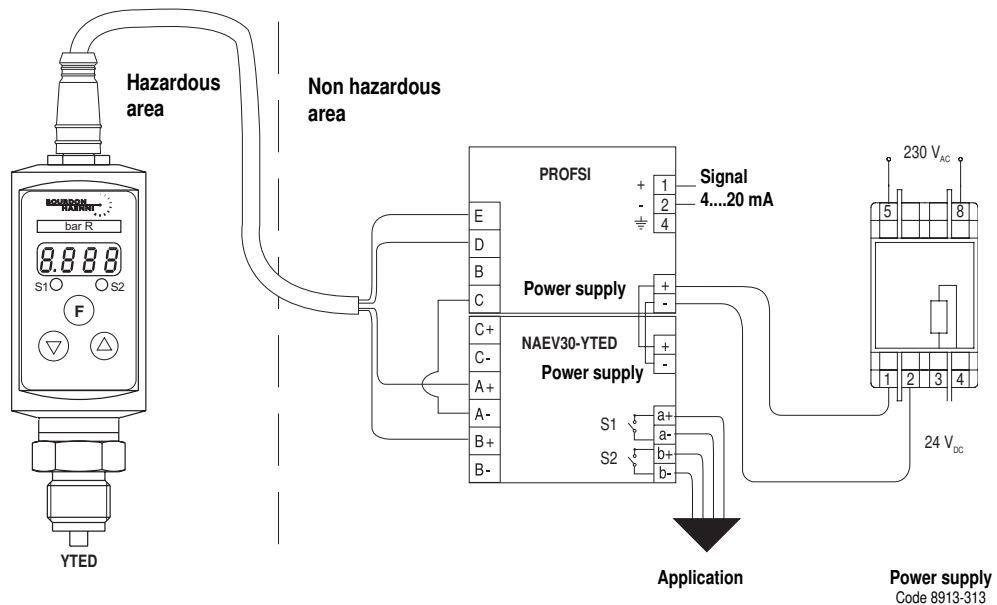 Hazardous
area
Non hazardous
area
BOURDON
HAENNI
bar R
8.888
S1
S2
F
YTED
PROFSI
+ 1
- 2
4
Signal
4....20 mA
E
D
B
C
Power supply
+
-
C+
C-
A+
A-
B+
B-
NAEV30-YTED
+
-
Power supply
S1
a+
a-
S2
b+
b-
Application
230 VAC
5
8
1 2 3 4
24 VDC
Power supply
Code 8913-313